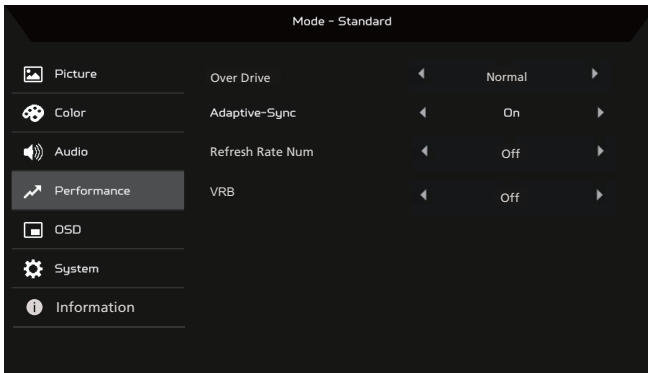 Mode - Standard
Picture
Color
Audio
Performance
OSD
System
Information
Over Drive Normal
Adaptive-Sync On
Refresh Rate Num Off
VRB Off